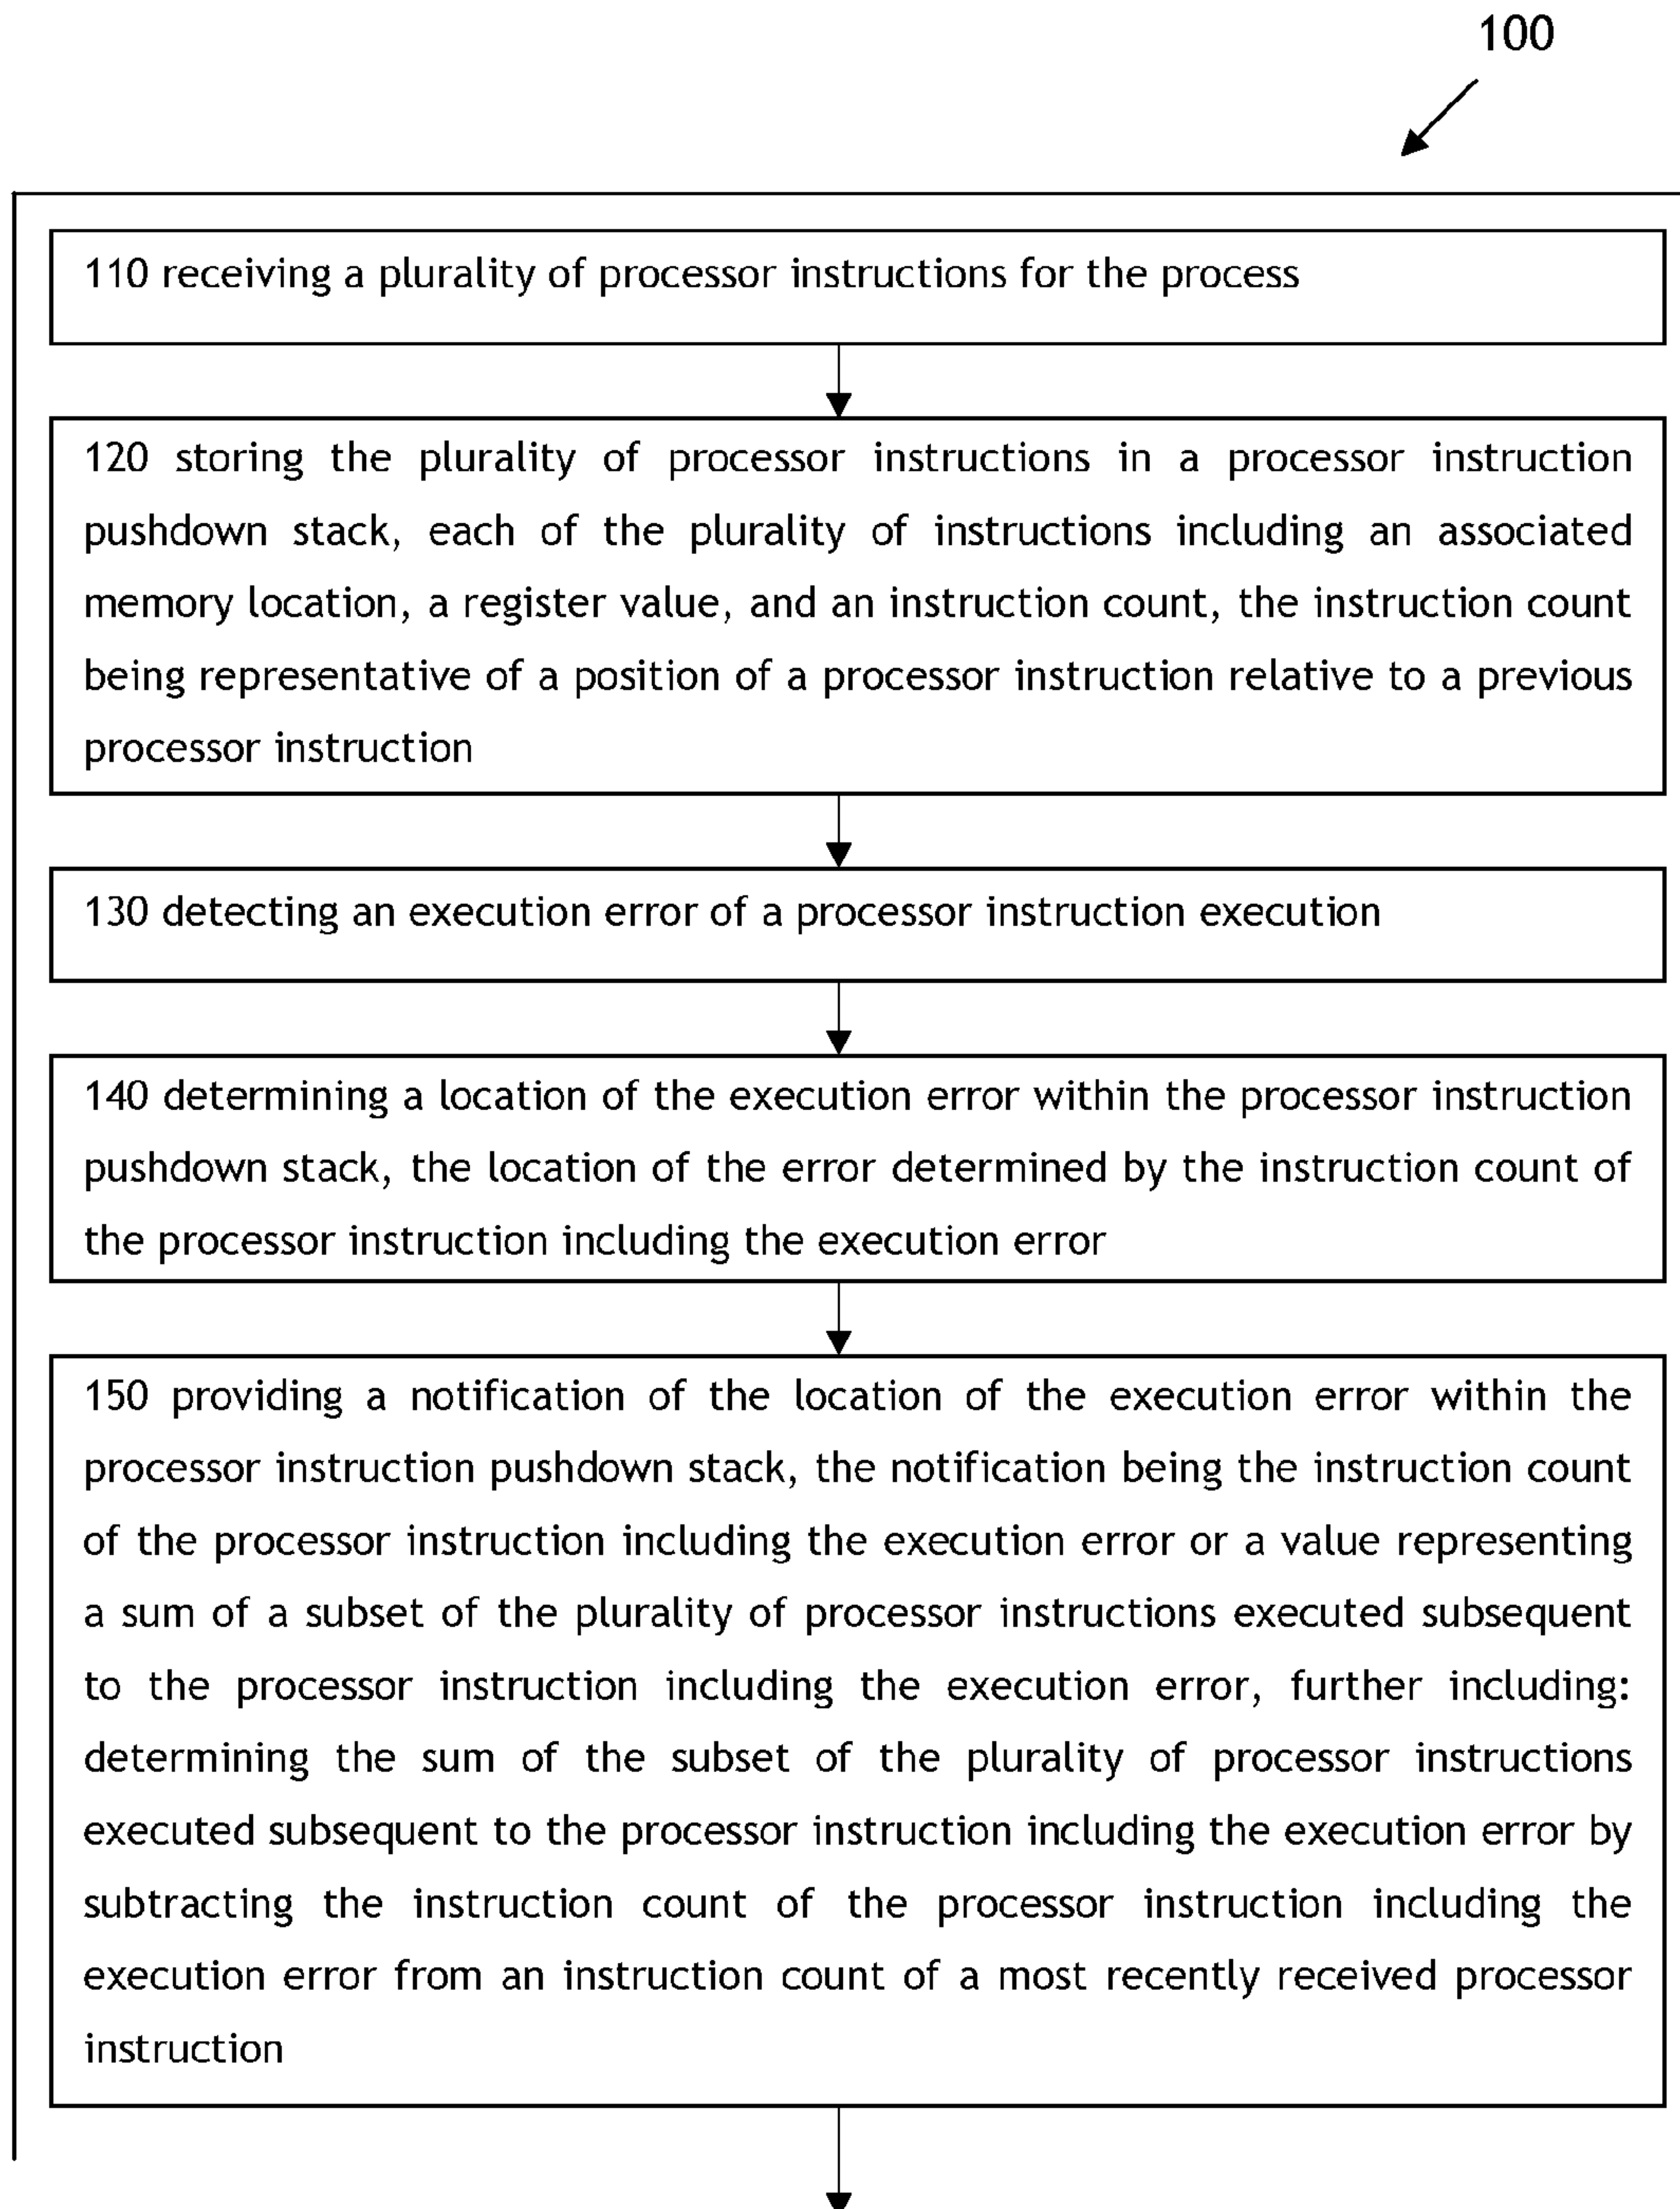 100
110 receiving a plurality of processor instructions for the process
120 storing the plurality of processor instructions in a processor instruction
pushdown stack, each of the plurality of instructions including an associated
memory location, a register value, and an instruction count, the instruction count
being representative of a position of a processor instruction relative to a previous
processor instruction
130 detecting an execution error of a processor instruction execution
140 determining a location of the execution error within the processor instruction
pushdown stack, the location of the error determined by the instruction count of
the processor instruction including the execution error
150 providing a notification of the location of the execution error within the
processor instruction pushdown stack, the notification being the instruction count
of the processor instruction including the execution error or a value representing
a sum of a subset of the plurality of processor instructions executed subsequent
to the processor instruction including the execution error, further including:
determining the sum of the subset of the plurality of processor instructions
executed subsequent to the processor instruction including the execution error by
subtracting the instruction count of the processor instruction including the
execution error from an instruction count of a most recently received processor
instruction